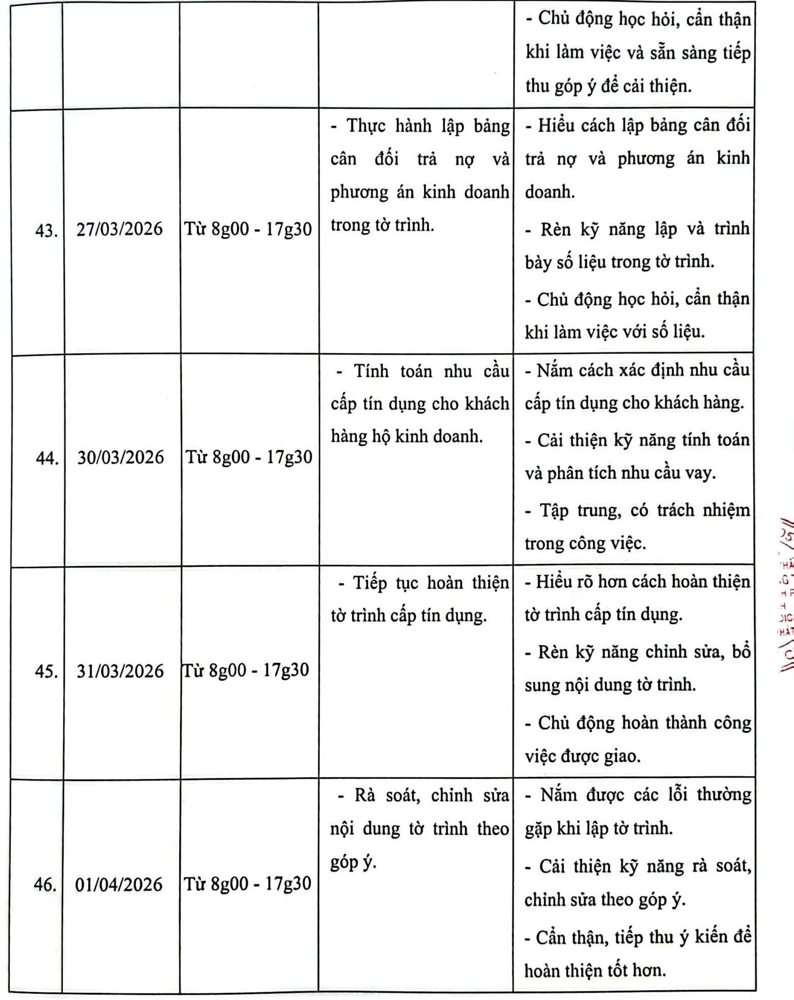 - Chủ động học hỏi, cẩn thận
khi làm việc và sẵn sàng tiếp
thu góp ý để cải thiện.
43.
27/03/2026
Từ 8g00 - 17g30
- Thực hành lập bảng
cân đối trả nợ và
phương án kinh doanh
trong tờ trình.
- Hiểu cách lập bảng cân đối
trả nợ và phương án kinh
doanh.
- Rèn kỹ năng lập và trình
bày số liệu trong tờ trình.
- Chủ động học hỏi, cẩn thận
khi làm việc với số liệu.
44.
30/03/2026
Từ 8g00 - 17g30
- Tính toán nhu cầu
cấp tín dụng cho khách
hàng hộ kinh doanh.
- Nắm cách xác định nhu cầu
cấp tín dụng cho khách hàng.
- Cải thiện kỹ năng tính toán
và phân tích nhu cầu vay.
- Tập trung, có trách nhiệm
trong công việc.
45.
31/03/2026
Từ 8g00 - 17g30
- Tiếp tục hoàn thiện
tờ trình cấp tín dụng.
- Hiểu rõ hơn cách hoàn thiện
tờ trình cấp tín dụng.
- Rèn kỹ năng chỉnh sửa, bổ
sung nội dung tờ trình.
- Chủ động hoàn thành công
việc được giao.
46.
01/04/2026
Từ 8g00 - 17g30
- Rà soát, chỉnh sửa
nội dung tờ trình theo
góp ý.
- Nắm được các lỗi thường
gặp khi lập tờ trình.
- Cải thiện kỹ năng rà soát,
chỉnh sửa theo góp ý.
- Cẩn thận, tiếp thu ý kiến để
hoàn thiện tốt hơn.